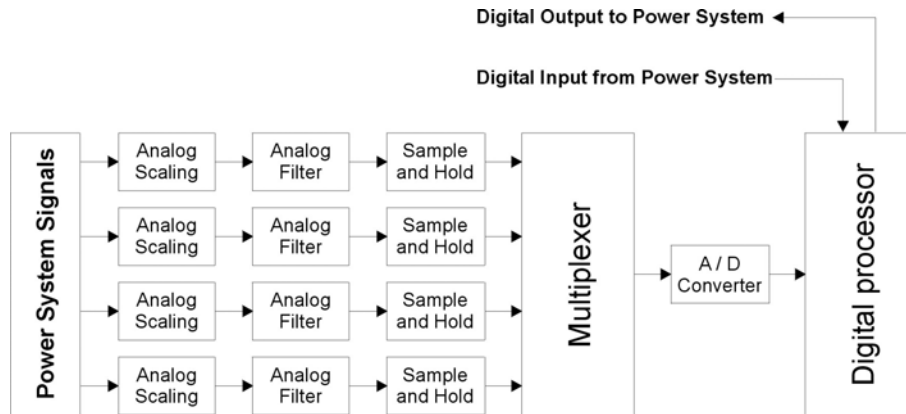 Digital Output to Power System
Digital Input from Power System
Power System Signals
Analog
Scaling
Analog
Filter
Sample
and Hold
Analog
Scaling
Analog
Filter
Sample
and Hold
Analog
Scaling
Analog
Filter
Sample
and Hold
Analog
Scaling
Analog
Filter
Sample
and Hold
Multiplexer
A / D
Converter
Digital processor